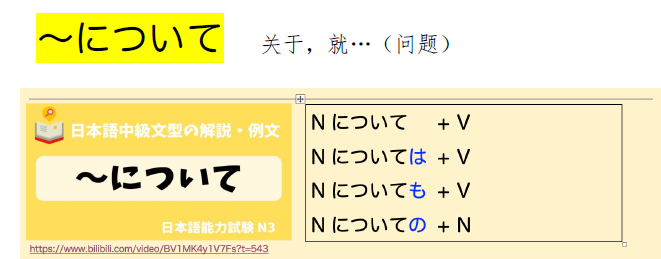 ～について 关于，就…（问题）
日本語中級文型の解説・例文
～について
日本語能力試験 N3
https://www.bilibili.com/video/BV1MK4y1V7Fs?t=543
N について + V
N については + V
N についても + V
N についての + N